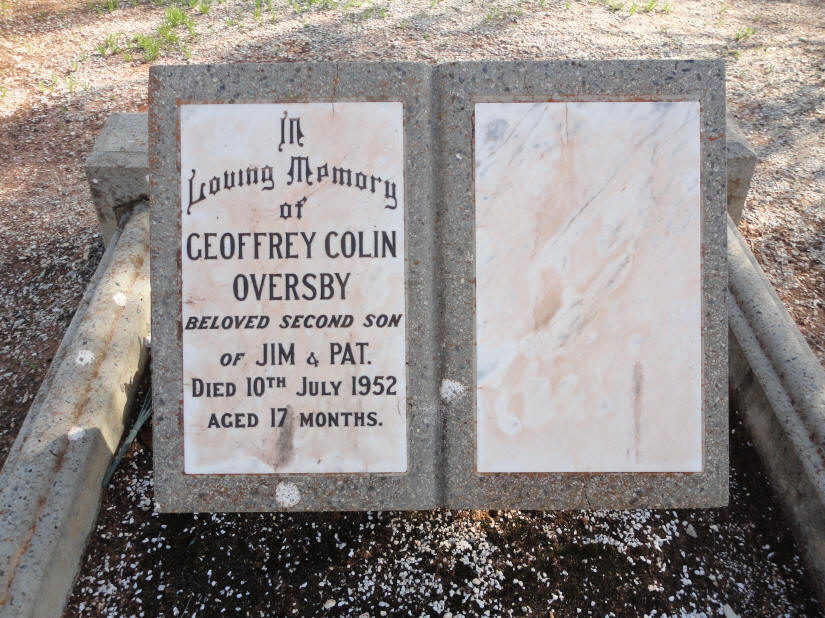 In
Loving Memory
of
GEOFFREY COLIN
OVERSBY
BELOVED SECOND SON
OF JIM & PAT.
DIED 10TH JULY 1952
AGED 17 MONTHS.